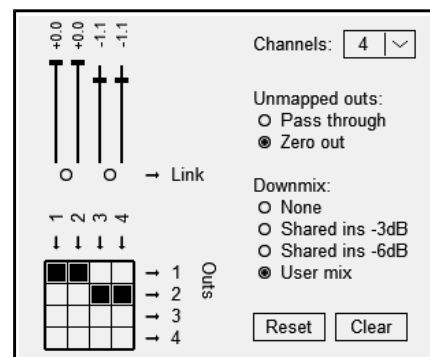 +0.0 +0.0 -1.1 -1.1
Channels: 4
Unmapped outs:
Pass through
Zero out
→ Link
Downmix:
None
Shared ins -3dB
Shared ins -6dB
User mix
1 2 3 4
↓ ↓ ↓ ↓
→ 1
→ 2
→ 3
→ 4
Outs
Reset Clear